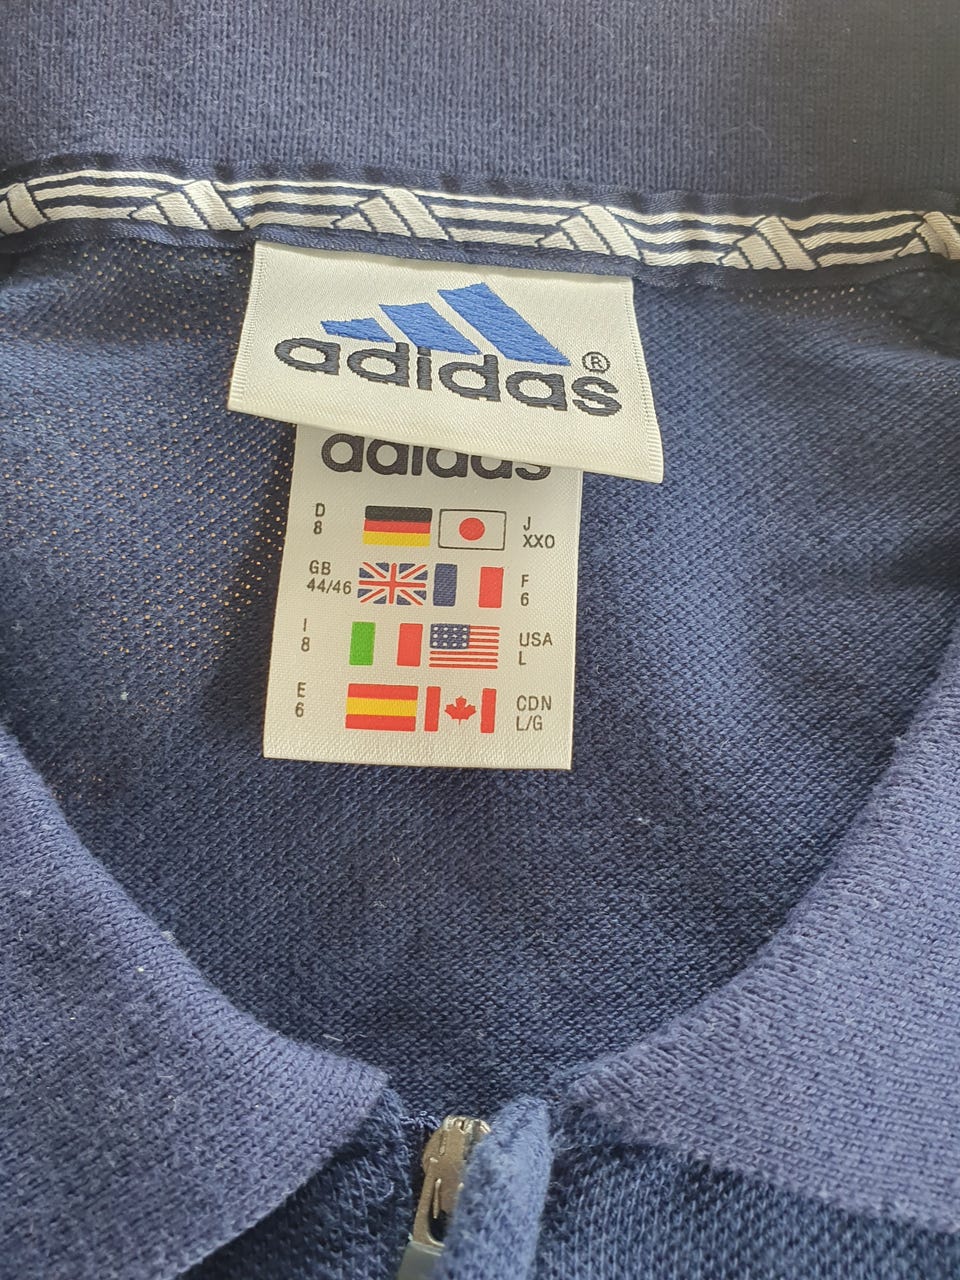 adidas®
adidas
D
8
J
XXO
GB
44/46
F
6
I
8
USA
L
E
6
CDN
L/G